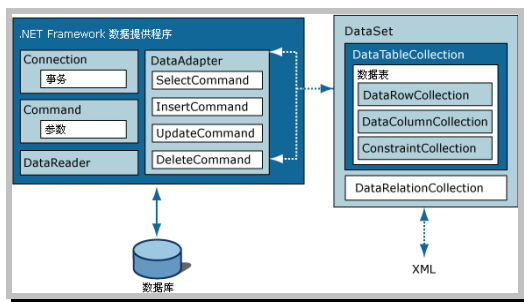 .NET Framework 数据提供程序
Connection
事务
Command
参数
DataReader
DataAdapter
SelectCommand
InsertCommand
UpdateCommand
DeleteCommand
数据库
DataSet
DataTableCollection
数据表
DataRowCollection
DataColumnCollection
ConstraintCollection
DataRelationCollection
XML